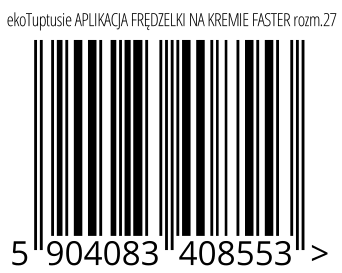 ekoTuptusie APLIKACJA FRĘDZELKI NA KREMIE FASTER rozm.27
5 904083 408553 >